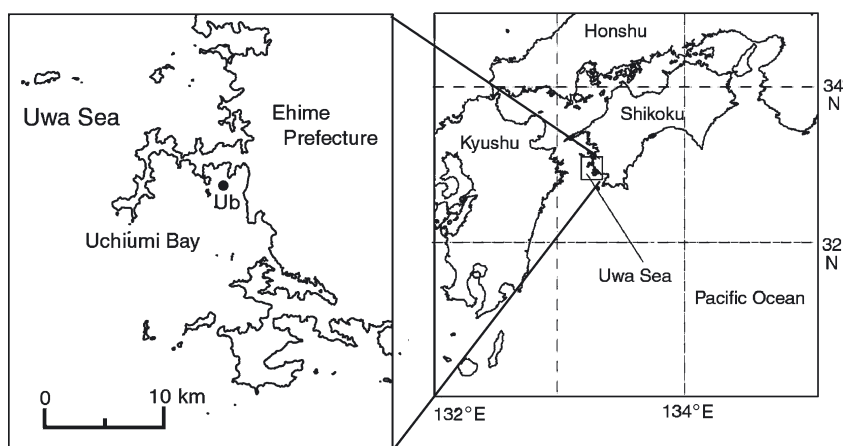 Uwa Sea
Ehime
Prefecture
Ub
Uchiumi Bay
0
10 km
Honshu
34
N
Shikoku
Kyushu
32
N
Uwa Sea
Pacific Ocean
132°E
134°E